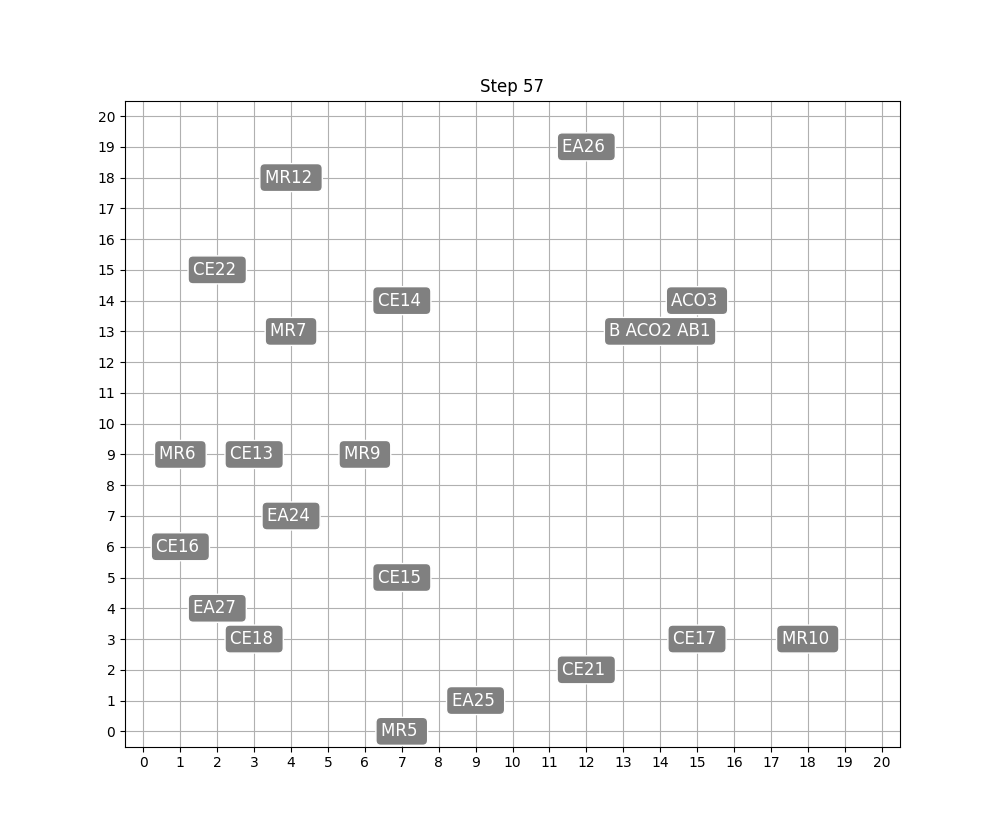 Step 57
20
19 EA26
18 MR12
17
16
15 CE22
14 CE14 ACO3
13 MR7 B ACO2 AB1
12
11
10
9 MR6 CE13 MR9
8
7 EA24
6 CE16
5 CE15
4 EA27
3 CE18 CE17 MR10
2 CE21
1 EA25
0 MR5
0 1 2 3 4 5 6 7 8 9 10 11 12 13 14 15 16 17 18 19 20